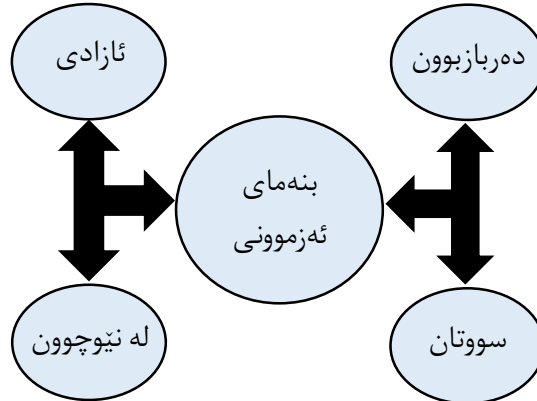 دەربازبوون
ئازادی
بنەمای
ئەزموونی
سووتان
لە نێوچوون